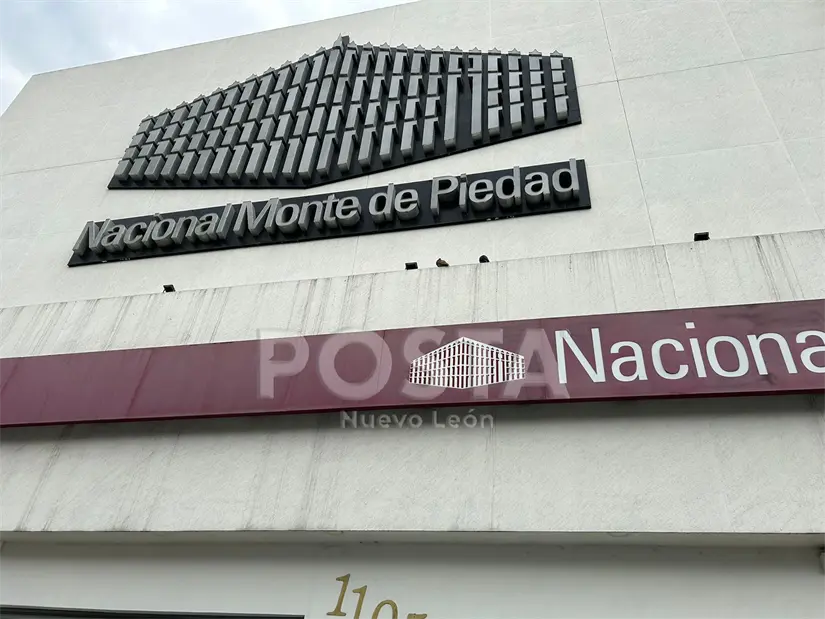 Nacional Monte de Piedad
Naciona
POSTA
Nuevo León